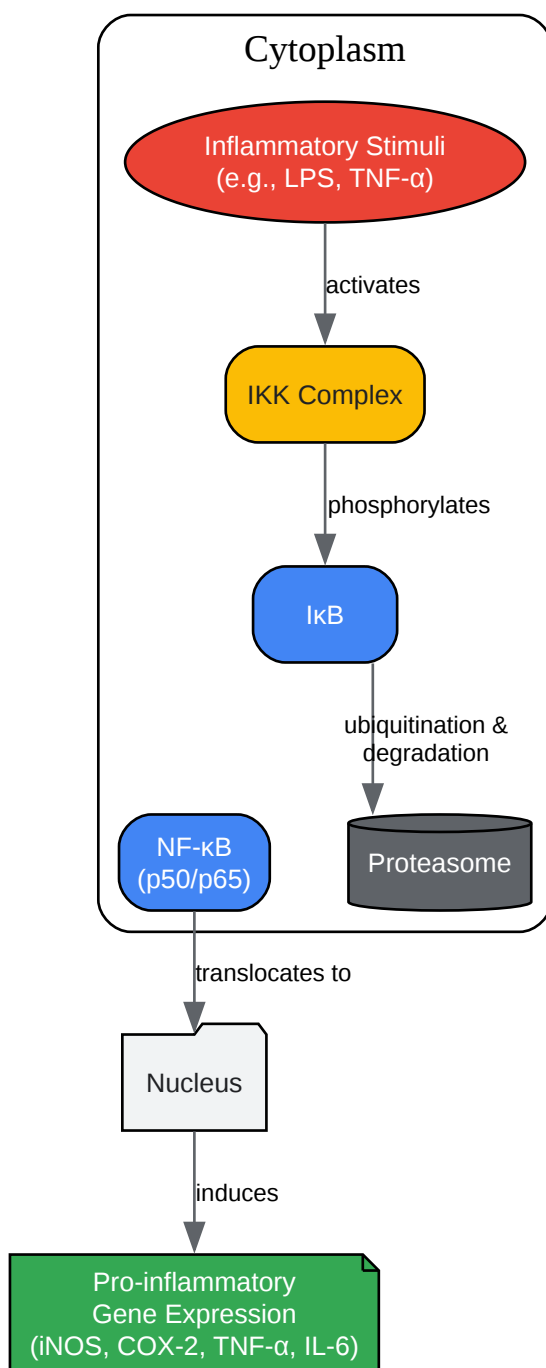 Cytoplasm
Inflammatory Stimuli
(e.g., LPS, TNF-α)
activates
IKK Complex
phosphorylates
IκB
ubiquitination &
degradation
NF-κB
(p50/p65)
Proteasome
translocates to
Nucleus
induces
Pro-inflammatory
Gene Expression
(iNOS, COX-2, TNF-α, IL-6)